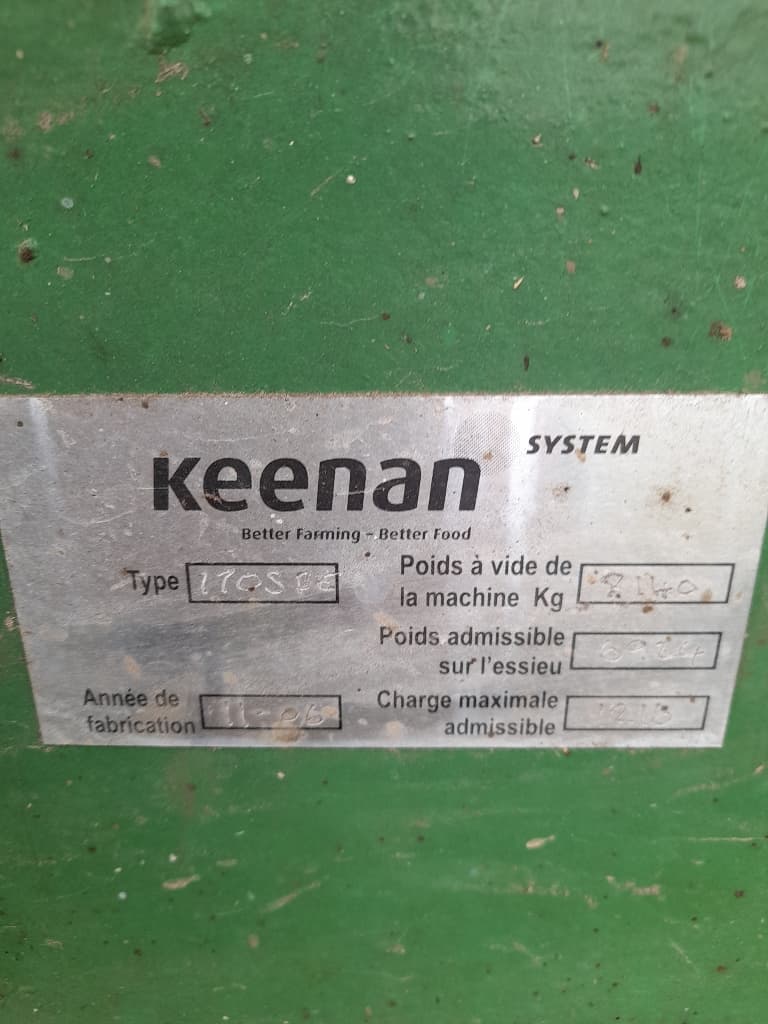 SYSTEM
Keenan
Better Farming - Better Food
Type
Poids à vide de
la machine Kg 8140
Poids admissible
sur l'essieu
Année de
fabrication 11-06
Charge maximale
admissible